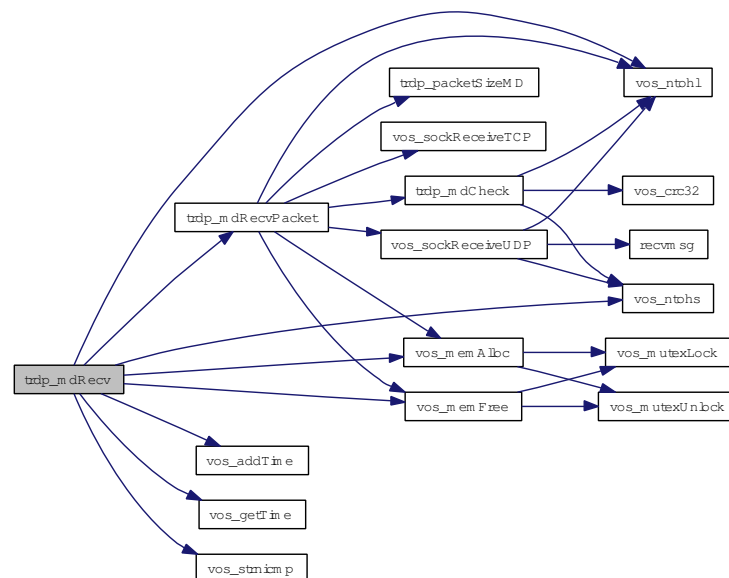 vos_ntohl
trdp_packetSizeMD
vos_sockReceiveTCP
trdp_mdCheck
vos_crc32
trdp_mdRecvPacket
vos_sockReceiveUDP
recvmsg
vos_ntohs
vos_memAlloc
vos_mutexLock
trdp_mdRecv
vos_memFree
vos_mutexUnlock
vos_addTime
vos_getTime
vos_strnicmp